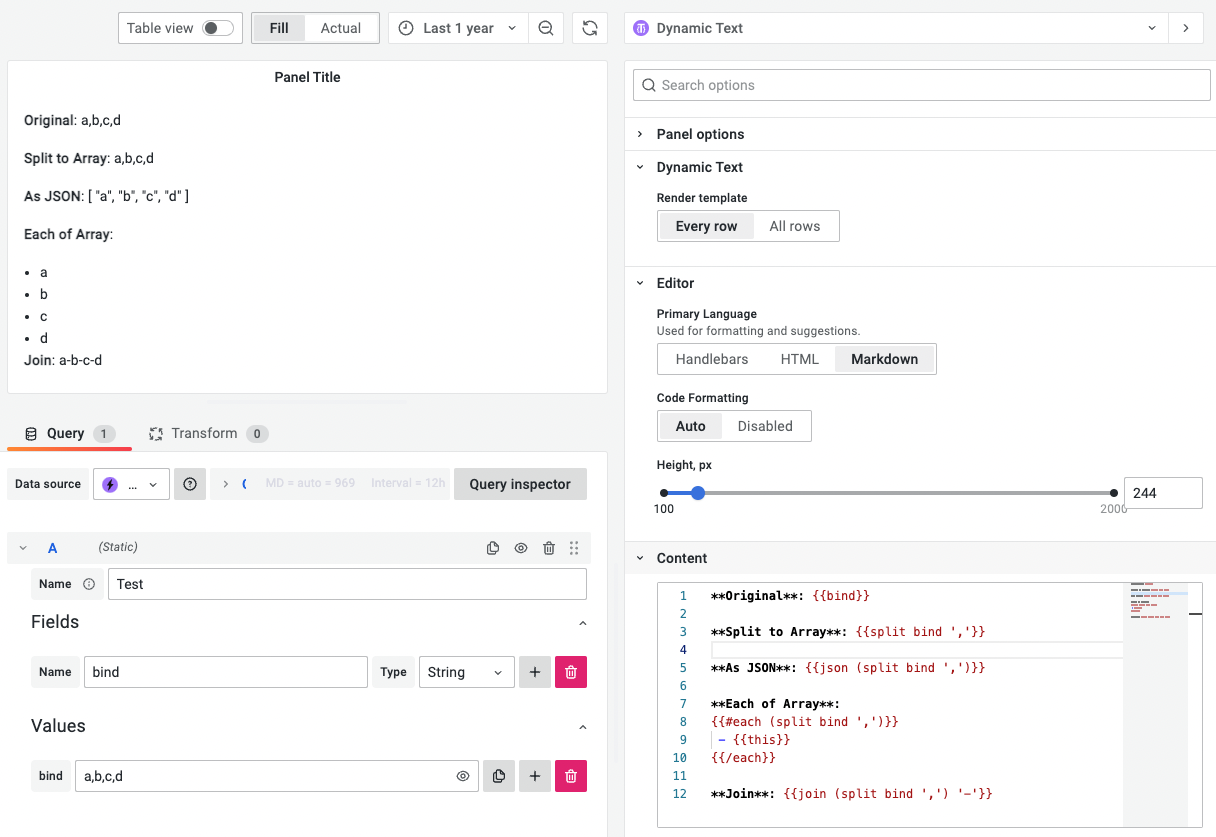 Table view
Fill
Actual
Last 1 year
Panel Title
Original: a,b,c,d
Split to Array: a,b,c,d
As JSON: [ "a", "b", "c", "d" ]
Each of Array:
• a
• b
• c
• d
Join: a-b-c-d
Query 1
Transform 0
Data source
...
MD = auto = 969
Interval = 12h
Query inspector
A
(Static)
Name
Test
Fields
Name
bind
Type
String
Values
bind
a,b,c,d
Dynamic Text
Search options
Panel options
Dynamic Text
Render template
Every row
All rows
Editor
Primary Language
Used for formatting and suggestions.
Handlebars
HTML
Markdown
Code Formatting
Auto
Disabled
Height, px
244
100
2000
Content
1 **Original**: {{bind}}
2
3 **Split to Array**: {{split bind ','}}
4
5 **As JSON**: {{json (split bind ',')}}
6
7 **Each of Array**:
8 {{#each (split bind ',')}}
9 - {{this}}
10 {{/each}}
11
12 **Join**: {{join (split bind ',') '-'}}